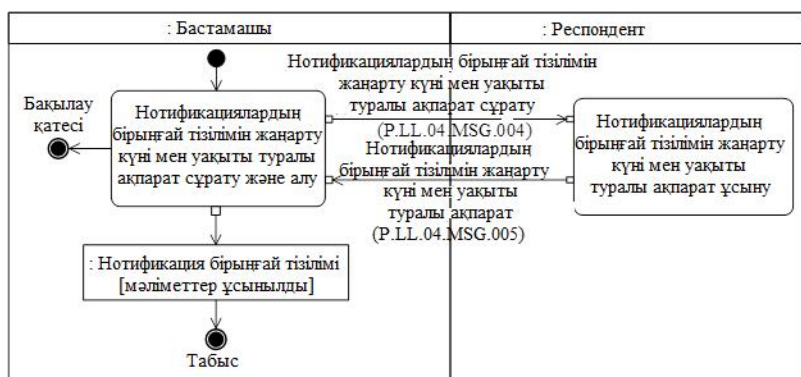 : Бастамашы
: Респондент
Нотификациялардың бірыңғай тізілімін
жаңарту күні мен уақыты
туралы ақпарат сұрату
(P.LL.04.MSG.004)
Бақылау
қатесі
Нотификациялардың
бірыңғай тізілімін жаңарту
күні мен уақыты туралы
ақпарат сұрату және алу
Нотификациялардың
бірыңғай тізілімін жаңарту
күні мен уақыты
туралы ақпарат
(P.LL.04.MSG.005)
Нотификациялардың
бірыңғай тізілімін жаңарту
күні мен уақыты
туралы ақпарат ұсыну
: Нотификация бірыңғай тізілімі
[мәліметтер ұсынылды]
Табыс